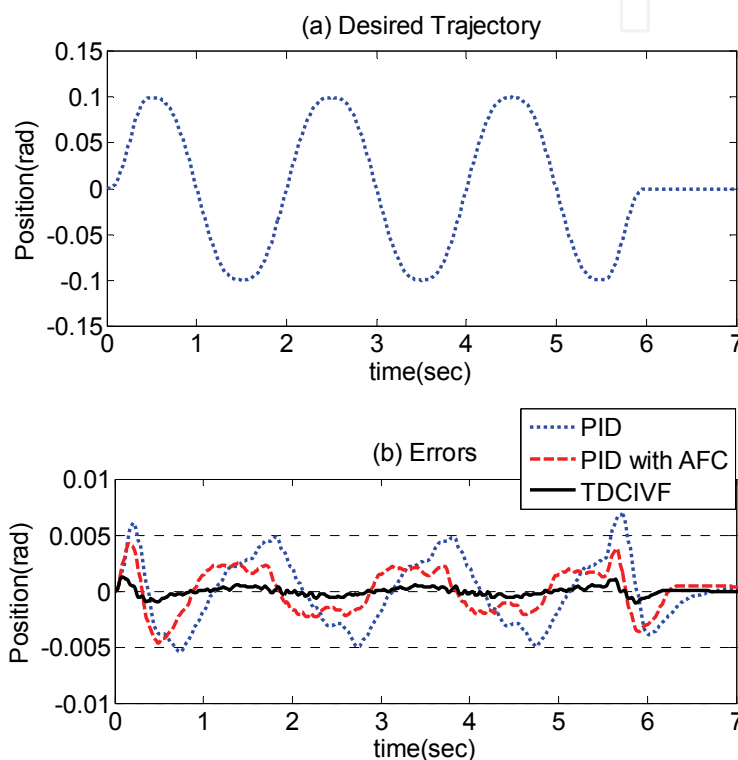 (a) Desired Trajectory
0.15
0.1
0.05
0
-0.05
-0.1
-0.15
Position(rad)
0 1 2 3 4 5 6 7
time(sec)
PID
PID with AFC
TDCIVF
(b) Errors
0.01
0.005
0
-0.005
-0.01
Position(rad)
0 1 2 3 4 5 6 7
time(sec)